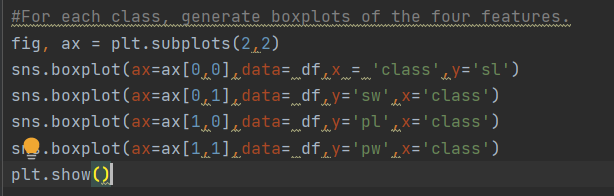 #For each class, generate boxplots of the four features.
fig, ax = plt.subplots(2,2)
sns.boxplot(ax=ax[0,0],data= df,x = 'class',y='sl')
sns.boxplot(ax=ax[0,1],data= df,y='sw',x='class')
sns.boxplot(ax=ax[1,0],data= df,y='pl',x='class')
sns.boxplot(ax=ax[1,1],data= df,y='pw',x='class')
plt.show()